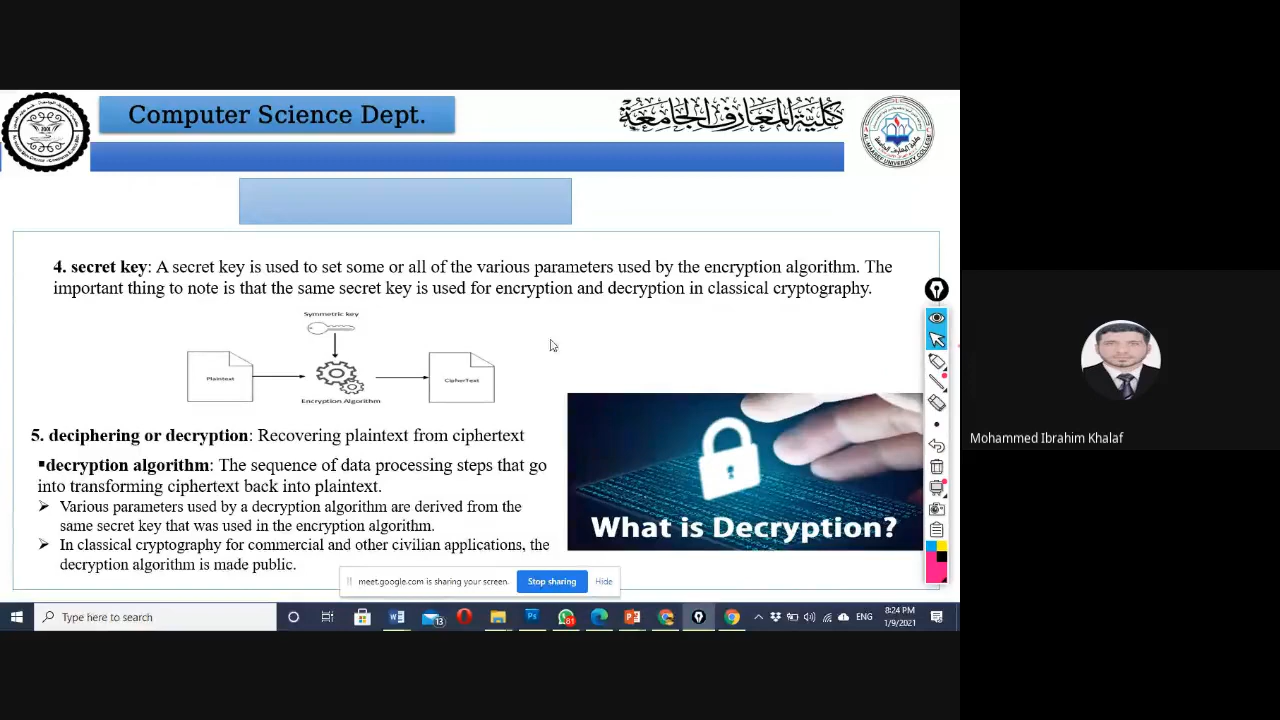 Computer Science Dept.
كلية المعارف الجامعة
AL-MAAREF UNIVERSITY COLLEGE
4. secret key: A secret key is used to set some or all of the various parameters used by the encryption algorithm. The
important thing to note is that the same secret key is used for encryption and decryption in classical cryptography.
Symmetric key
Plaintext
CipherText
Encryption Algorithm
5. deciphering or decryption: Recovering plaintext from ciphertext
▪decryption algorithm: The sequence of data processing steps that go
into transforming ciphertext back into plaintext.
➢ Various parameters used by a decryption algorithm are derived from the
same secret key that was used in the encryption algorithm.
➢ In classical cryptography for commercial and other civilian applications, the
decryption algorithm is made public.
What is Decryption?
Mohammed Ibrahim Khalaf
meet.google.com is sharing your screen.
Stop sharing
Hide
Type here to search
13
81
ENG
8:24 PM
1/9/2021